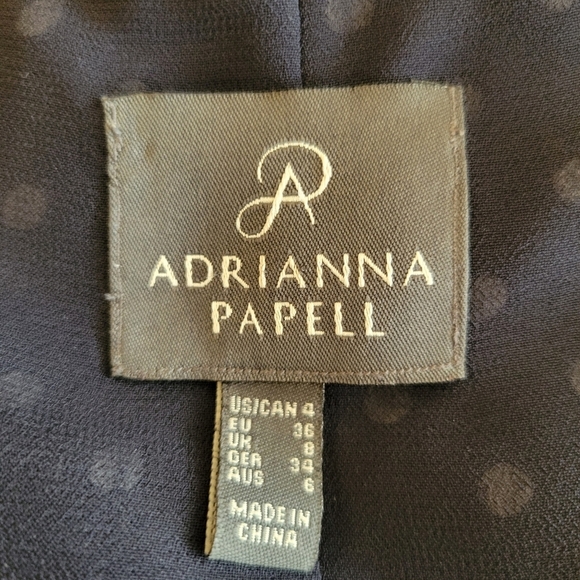 AP
ADRIANNA
PAPELL
US/CAN 4
EU 36
UK 8
GER 34
AUS 6
MADE IN
CHINA